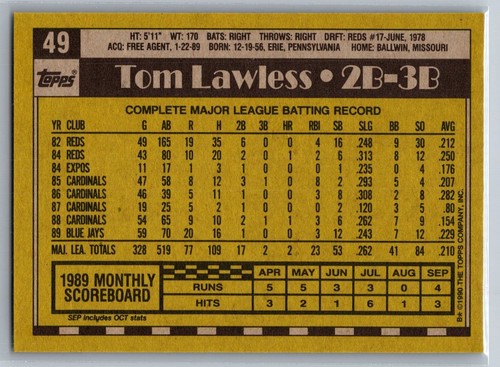 49
HT: 5'11" WT: 170 BATS: RIGHT THROWS: RIGHT DRFT: REDS #17-JUNE, 1978
ACQ: FREE AGENT, 1-22-89 BORN: 12-19-56, ERIE, PENNSYLVANIA HOME: BALLWIN, MISSOURI
Topps
Tom Lawless • 2B-3B
COMPLETE MAJOR LEAGUE BATTING RECORD
YR CLUB G AB R H 2B 3B HR RBI SB SLG BB SO AVG
82 REDS 49 165 19 35 6 0 0 4 16 .248 9 30 .212
84 REDS 43 80 10 20 2 0 1 2 6 .313 8 12 .250
84 EXPOS 11 17 1 3 1 0 0 0 1 .235 0 4 .176
85 CARDINALS 47 58 8 12 3 1 0 8 2 .293 5 4 .207
86 CARDINALS 46 39 5 11 1 0 0 3 8 .308 2 8 .282
87 CARDINALS 19 25 5 2 1 0 0 0 2 .120 3 5 .80
88 CARDINALS 54 65 9 10 2 1 1 3 6 .262 7 9 .154
89 BLUE JAYS 59 70 20 16 1 0 0 3 12 .243 7 12 .229
MAJ. LEA. TOTALS 328 519 77 109 17 2 2 23 53 .262 41 84 .210
1989 MONTHLY SCOREBOARD
APR MAY JUN JUL AUG SEP
RUNS 5 5 3 3 0 4
HITS 3 2 1 6 1 3
SEP includes OCT stats
B* ©1990 THE TOPPS COMPANY, INC.